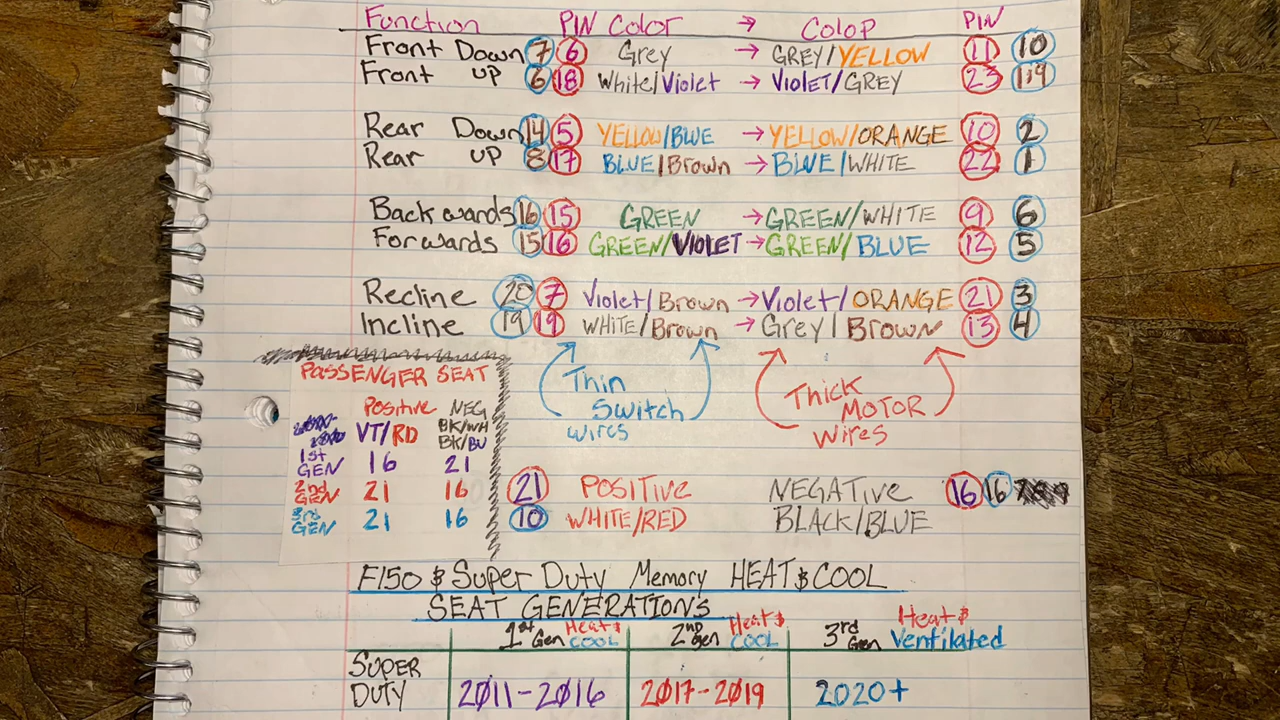 Function PIN Color → Color PIN
Front Down 7 6 Grey → GREY/YELLOW 11 10
Front UP 6 18 White/Violet → VIOLET/GREY 23 19
Rear Down 14 5 YELLOW/BLUE → YELLOW/ORANGE 10 2
Rear UP 8 17 BLUE/Brown → BLUE/WHITE 22 1
Backwards 16 15 GREEN → GREEN/WHITE 9 6
Forwards 15 16 GREEN/VIOLET → GREEN/BLUE 12 5
Recline 20 7 Violet/Brown → Violet/ORANGE 21 3
Incline 19 19 WHITE/Brown → Grey/Brown 13 4
Thin
Switch
wires
Thick
MOTOR
Wires
PASSENGER SEAT
Positive NEG
VT/RD BK/WH
BK/BU
1st
GEN 16 21
2nd
GEN 21 16
3rd
GEN 21 16
21 POSITIVE NEGATIVE 16 16
10 WHITE/RED BLACK/BLUE
F150 $ Super Duty Memory HEAT $ COOL
SEAT GENERATIONS
1st Gen Heat $ COOL 2nd Gen Heat $ COOL 3rd Gen Heat $ Ventilated
SUPER
DUTY 2011-2016 2017-2019 2020+